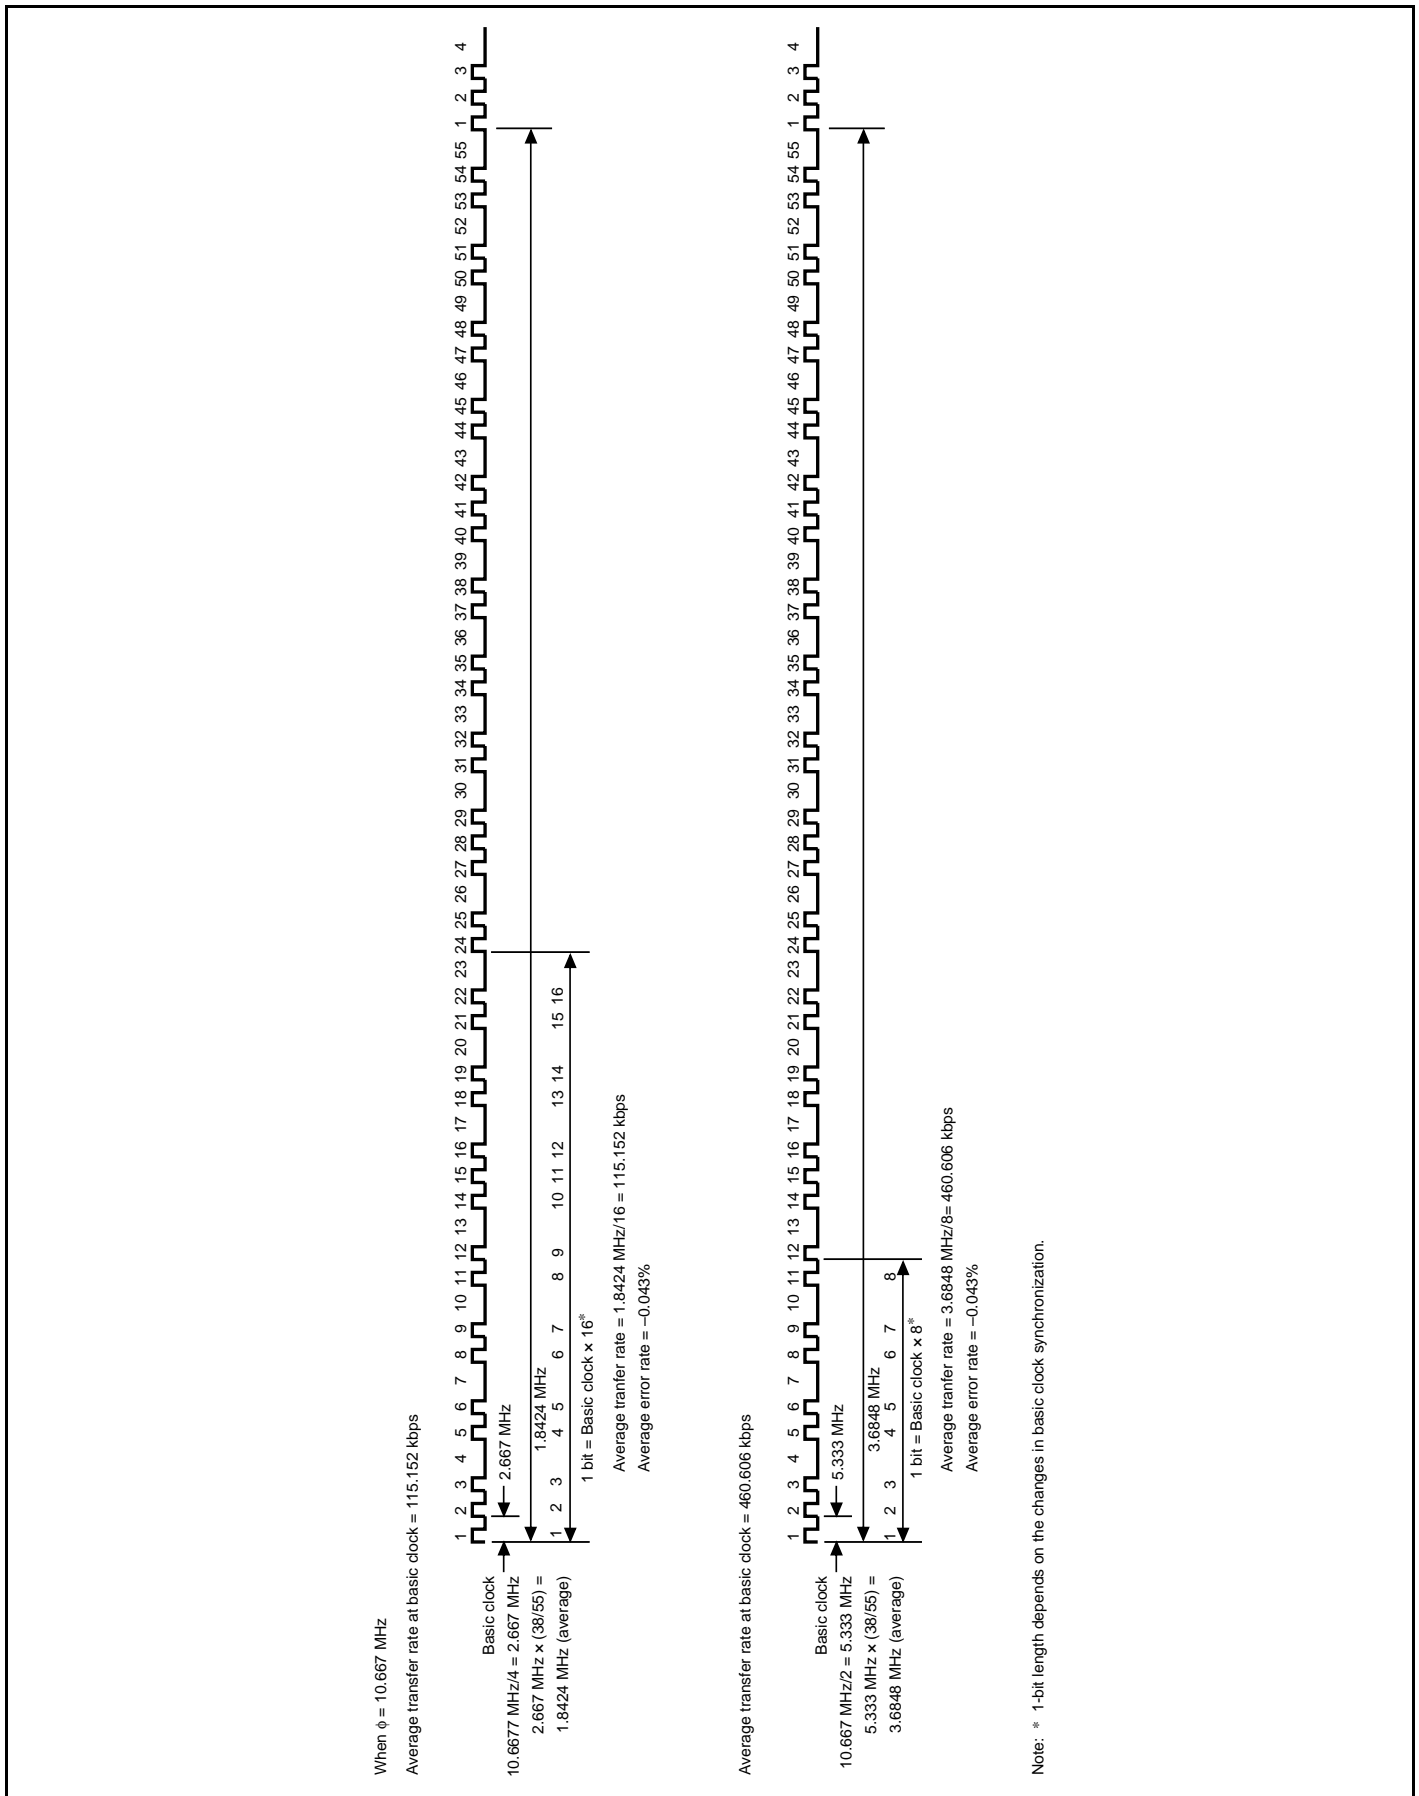 When ϕ = 10.667 MHz
Average transfer rate at basic clock = 115.152 kbps
1 2 3 4 5 6 7 8 9 10 11 12 13 14 15 16 17 18 19 20 21 22 23 24 25 26 27 28 29 30 31 32 33 34 35 36 37 38 39 40 41 42 43 44 45 46 47 48 49 50 51 52 53 54 55 1 2 3 4
Basic clock
10.6677 MHz/4 = 2.667 MHz
2.667 MHz
2.667 MHz × (38/55) =
1.8424 MHz
1.8424 MHz (average)
1 2 3 4 5 6 7 8 9 10 11 12 13 14 15 16
1 bit = Basic clock × 16*
Average tranfer rate = 1.8424 MHz/16 = 115.152 kbps
Average error rate = –0.043%
Average transfer rate at basic clock = 460.606 kbps
1 2 3 4 5 6 7 8 9 10 11 12 13 14 15 16 17 18 19 20 21 22 23 24 25 26 27 28 29 30 31 32 33 34 35 36 37 38 39 40 41 42 43 44 45 46 47 48 49 50 51 52 53 54 55 1 2 3 4
Basic clock
10.667 MHz/2 = 5.333 MHz
5.333 MHz
5.333 MHz × (38/55) =
3.6848 MHz
3.6848 MHz (average)
1 2 3 4 5 6 7 8
1 bit = Basic clock × 8*
Average tranfer rate = 3.6848 MHz/8= 460.606 kbps
Average error rate = –0.043%
Note: * 1-bit length depends on the changes in basic clock synchronization.